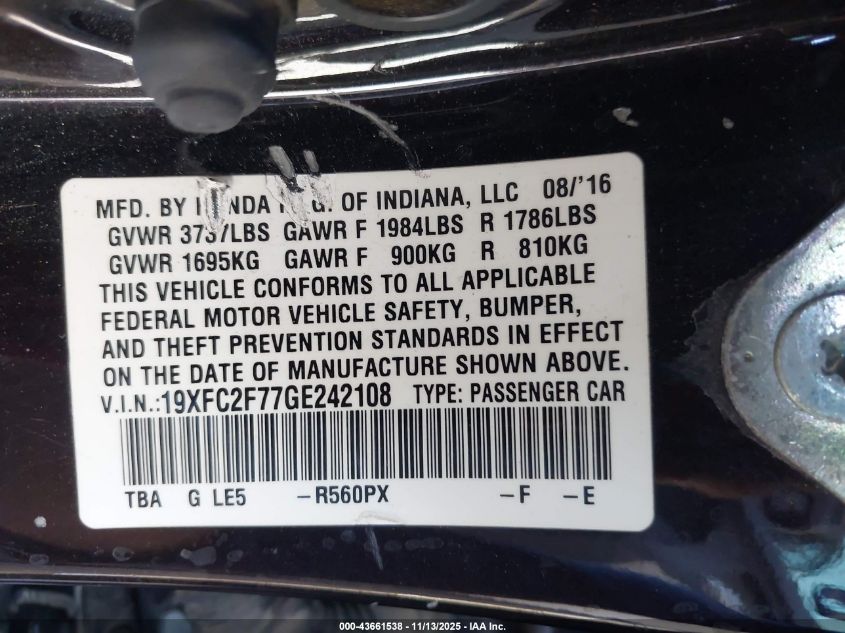 MFD. BY OF INDIANA, LLC 08/'16
GVWR 3737LBS GAWR F 1984LBS R 1786LBS
GVWR 1695KG GAWR F 900KG R 810KG
THIS VEHICLE CONFORMS TO ALL APPLICABLE
FEDERAL MOTOR VEHICLE SAFETY, BUMPER,
AND THEFT PREVENTION STANDARDS IN EFFECT
ON THE DATE OF MANUFACTURE SHOWN ABOVE.
V.I.N.:19XFC2F77GE242108 TYPE: PASSENGER CAR
TBA G LE5 –R560PX –F –E
000-43661538 - 11/13/2025 - IAA Inc.